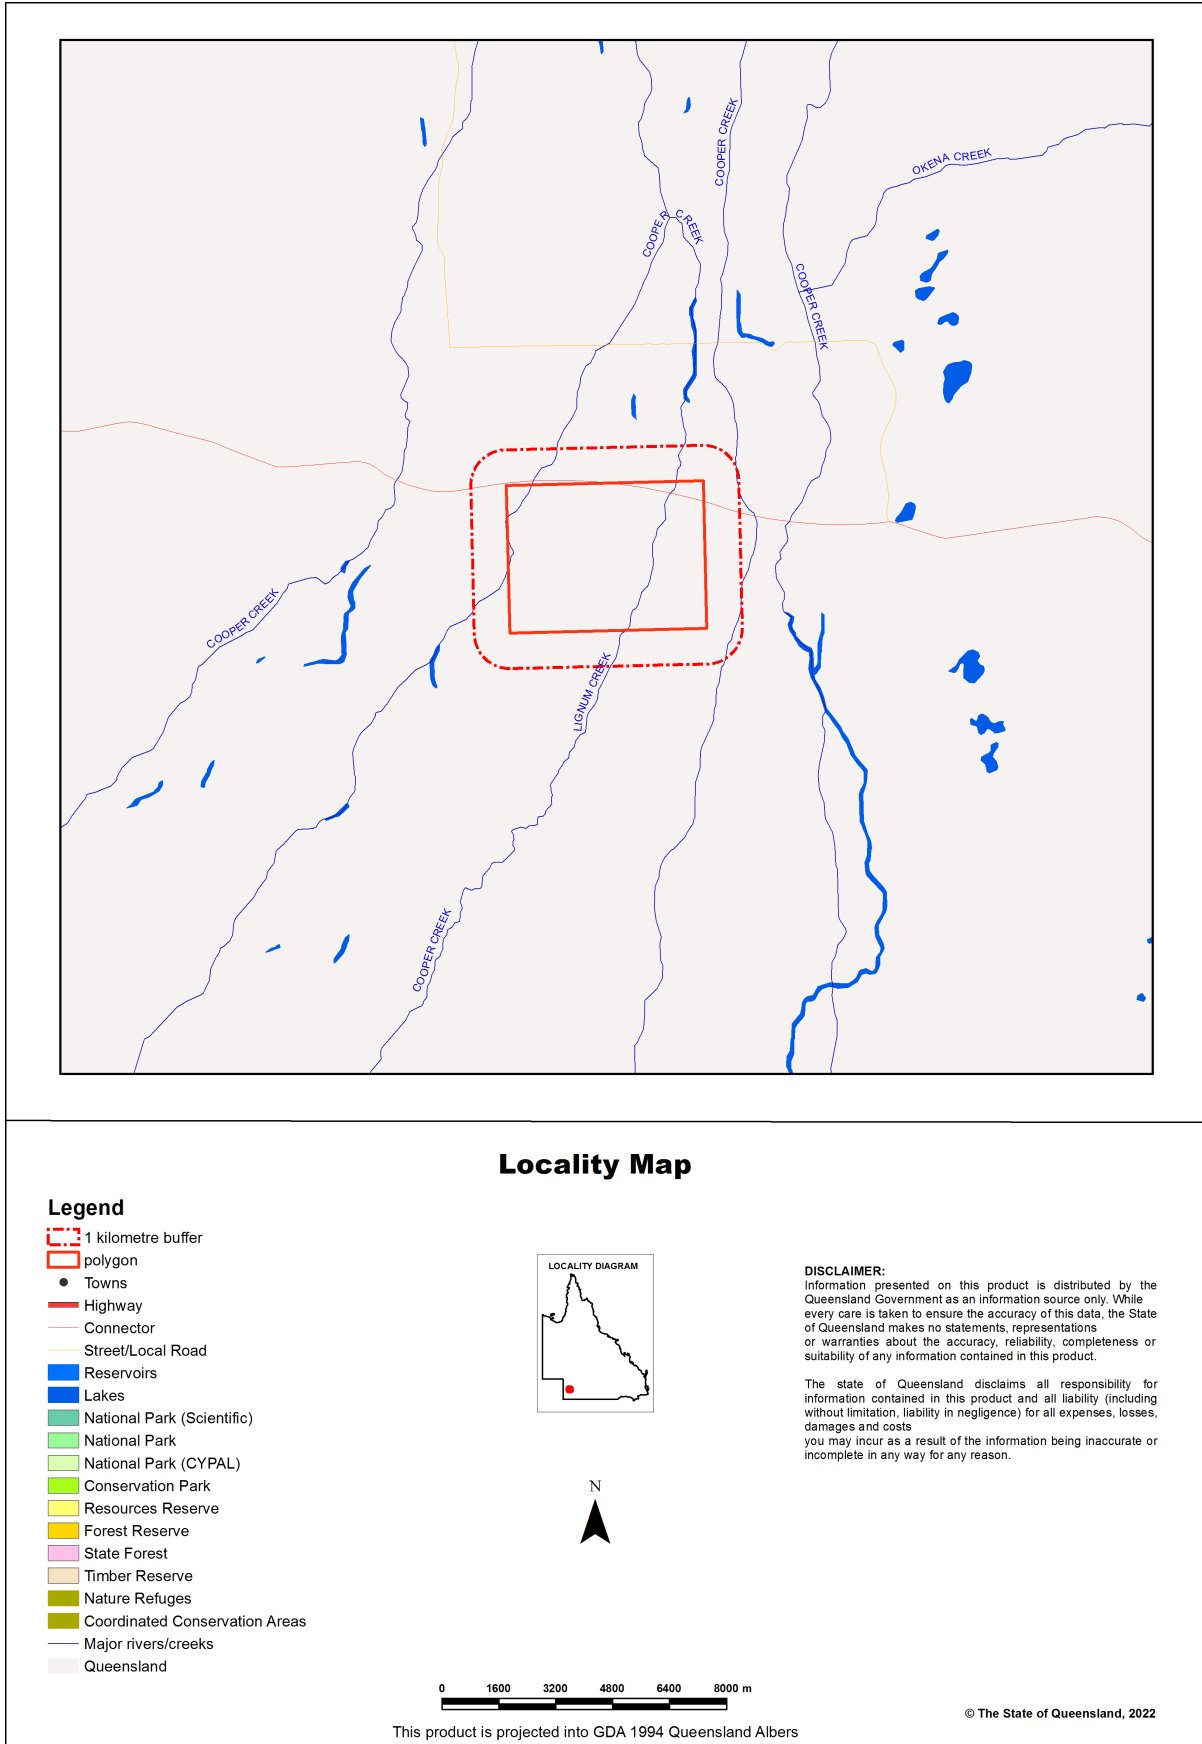 COOPER CREEK
OKENA CREEK
COOPER CREEK
COOPER CREEK
COOPER CREEK
LIGNUM CREEK
COOPER CREEK
Locality Map
Legend
1 kilometre buffer
polygon
Towns
Highway
Connector
Street/Local Road
Reservoirs
Lakes
National Park (Scientific)
National Park
National Park (CYPAL)
Conservation Park
Resources Reserve
Forest Reserve
State Forest
Timber Reserve
Nature Refuges
Coordinated Conservation Areas
Major rivers/creeks
Queensland
LOCALITY DIAGRAM
N
DISCLAIMER:
Information presented on this product is distributed by the
Queensland Government as an information source only. While
every care is taken to ensure the accuracy of this data, the State
of Queensland makes no statements, representations
or warranties about the accuracy, reliability, completeness or
suitability of any information contained in this product.
The state of Queensland disclaims all responsibility for
information contained in this product and all liability (including
without limitation, liability in negligence) for all expenses, losses,
damages and costs
you may incur as a result of the information being inaccurate or
incomplete in any way for any reason.
0 1600 3200 4800 6400 8000 m
This product is projected into GDA 1994 Queensland Albers
© The State of Queensland, 2022